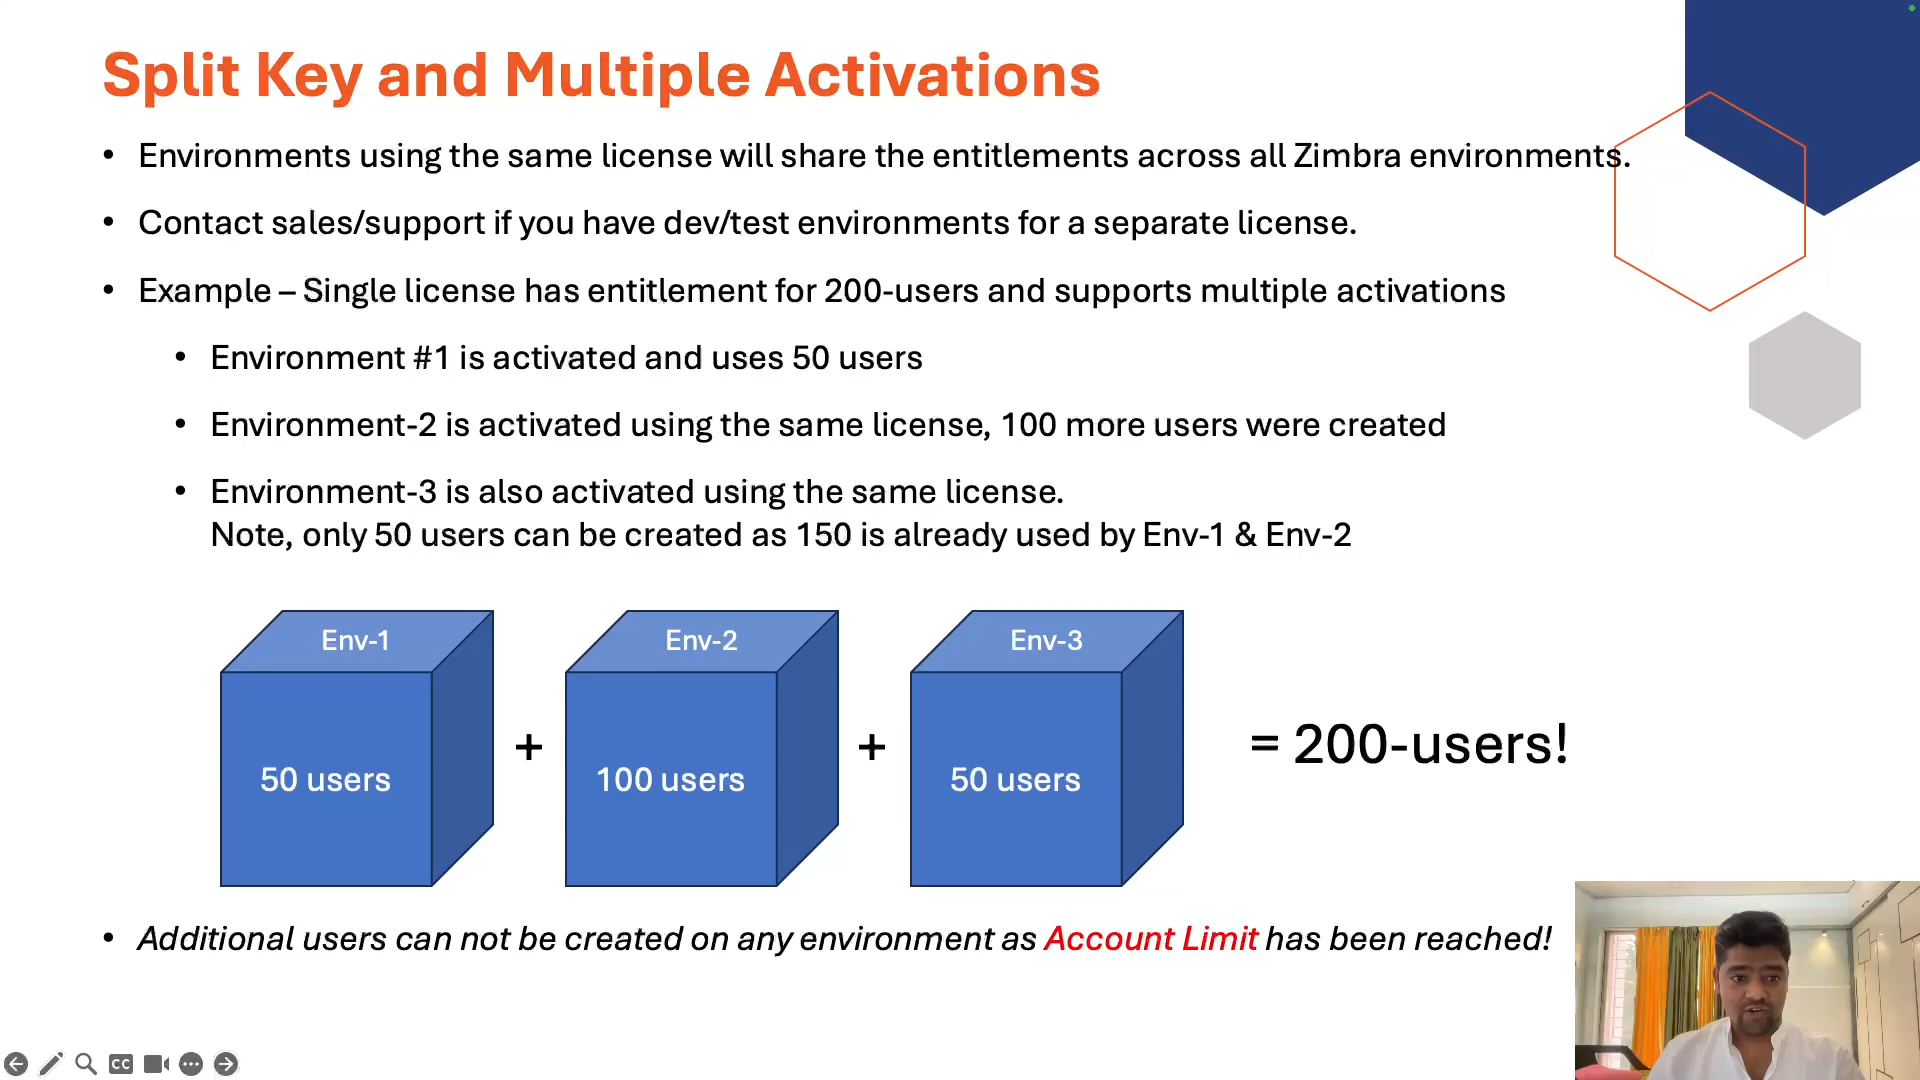 Split Key and Multiple Activations
• Environments using the same license will share the entitlements across all Zimbra environments.
• Contact sales/support if you have dev/test environments for a separate license.
• Example – Single license has entitlement for 200-users and supports multiple activations
• Environment #1 is activated and uses 50 users
• Environment-2 is activated using the same license, 100 more users were created
• Environment-3 is also activated using the same license.
Note, only 50 users can be created as 150 is already used by Env-1 & Env-2
Env-1
Env-2
Env-3
50 users
+
100 users
+
50 users
= 200-users!
• Additional users can not be created on any environment as Account Limit has been reached!
CC